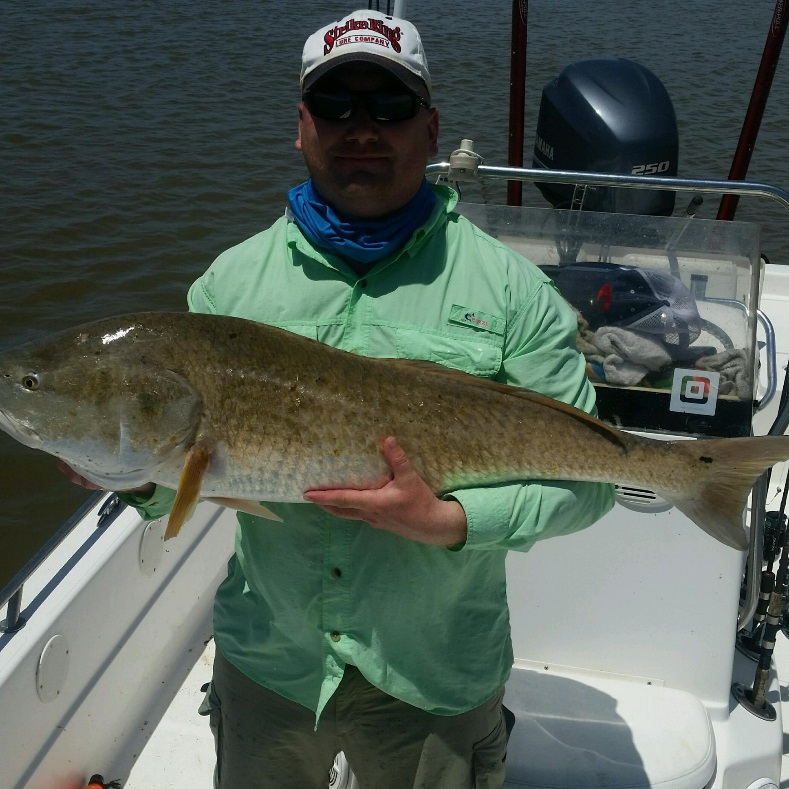 Strike King
LURE COMPANY
YAMAHA
250